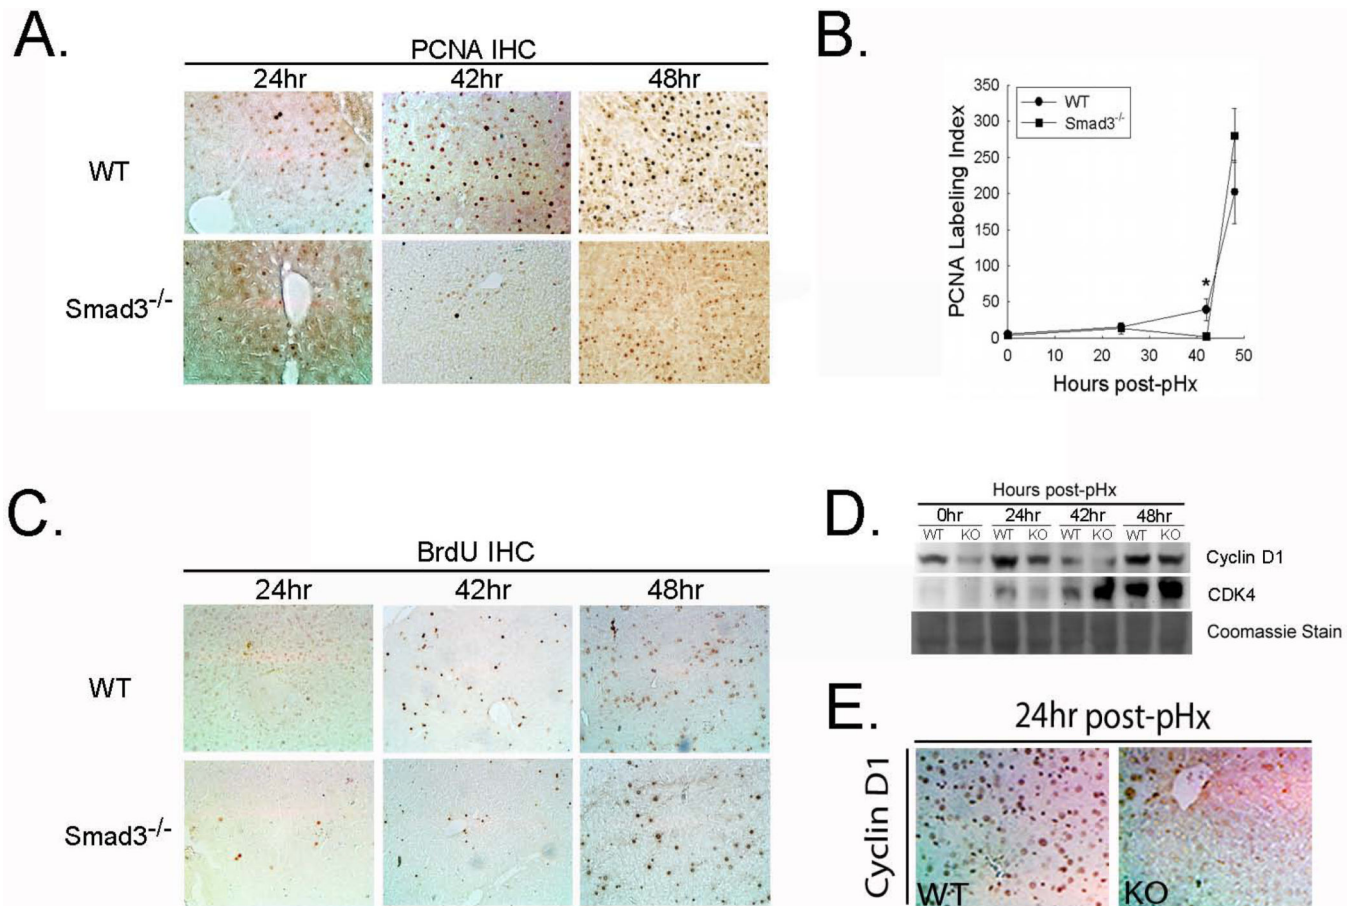 A.
PCNA IHC
24hr 42hr 48hr
WT
Smad3-/-
B.
PCNA Labeling Index
350
300
250
200
150
100
50
0
WT
Smad3-/-
*
0 10 20 30 40 50
Hours post-pHx
C.
BrdU IHC
24hr 42hr 48hr
WT
Smad3-/-
D.
Hours post-pHx
0hr 24hr 42hr 48hr
WT KO WT KO WT KO WT KO
Cyclin D1
CDK4
Coomassie Stain
E.
24hr post-pHx
Cyclin D1
WT KO